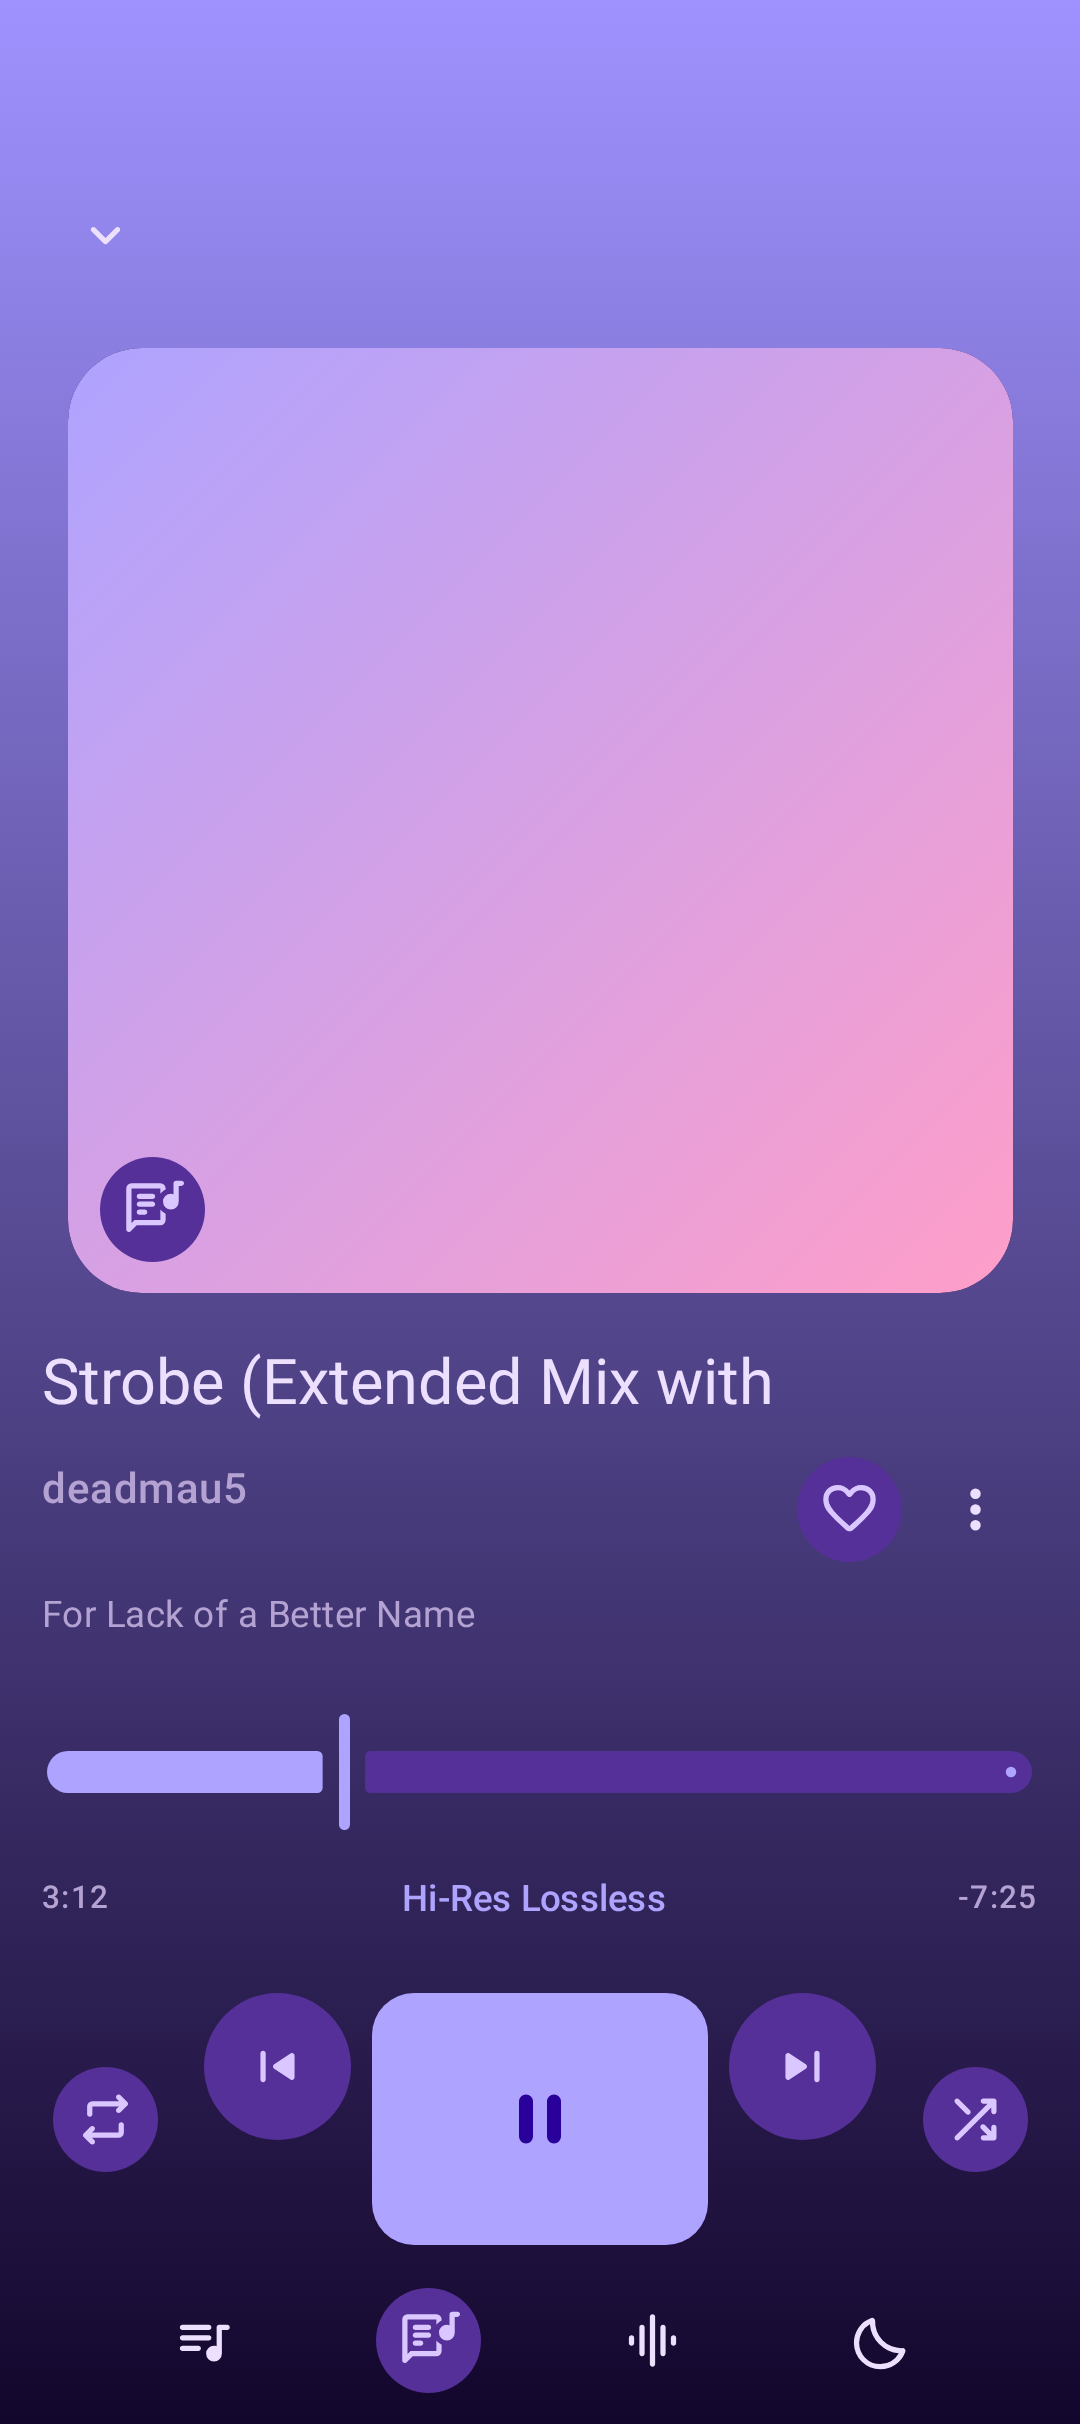 Strobe (Extended Mix with
deadmau5
For Lack of a Better Name
3:12
Hi-Res Lossless
-7:25